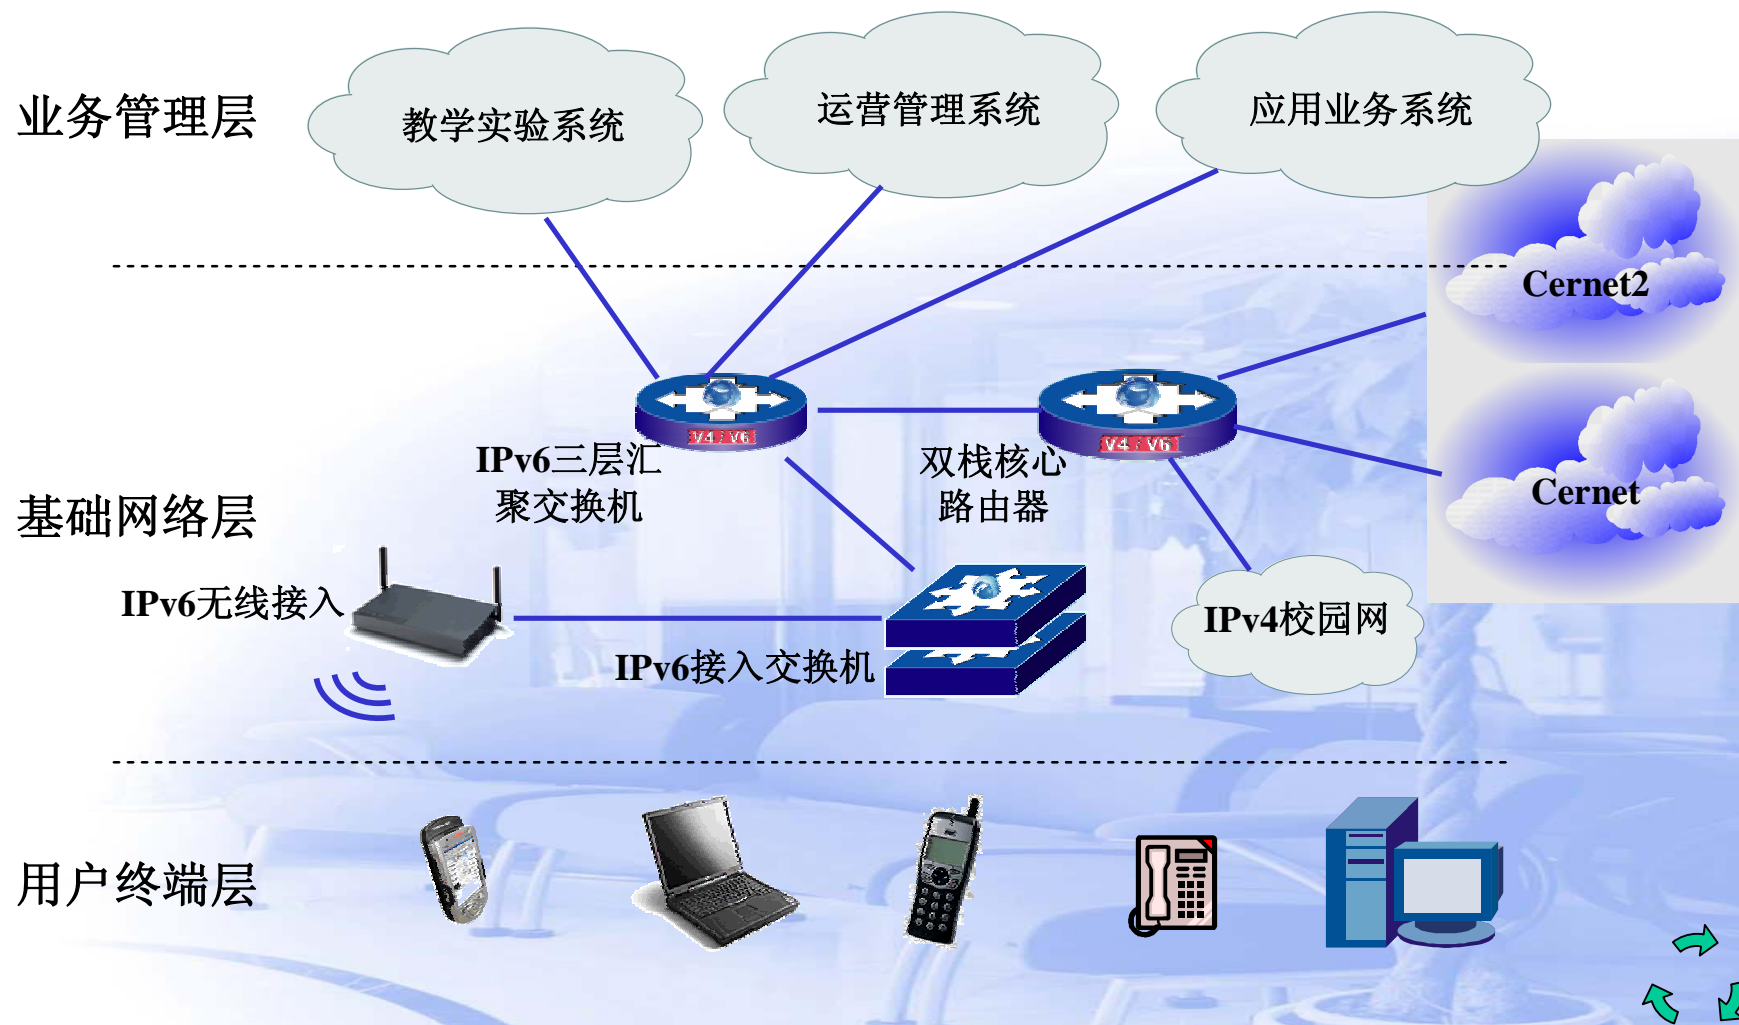 业务管理层
教学实验系统
运营管理系统
应用业务系统
Cernet2
V4 / V6
V4 / V6
IPv6三层汇
聚交换机
双栈核心
路由器
Cernet
基础网络层
IPv6无线接入
IPv4校园网
IPv6接入交换机
用户终端层